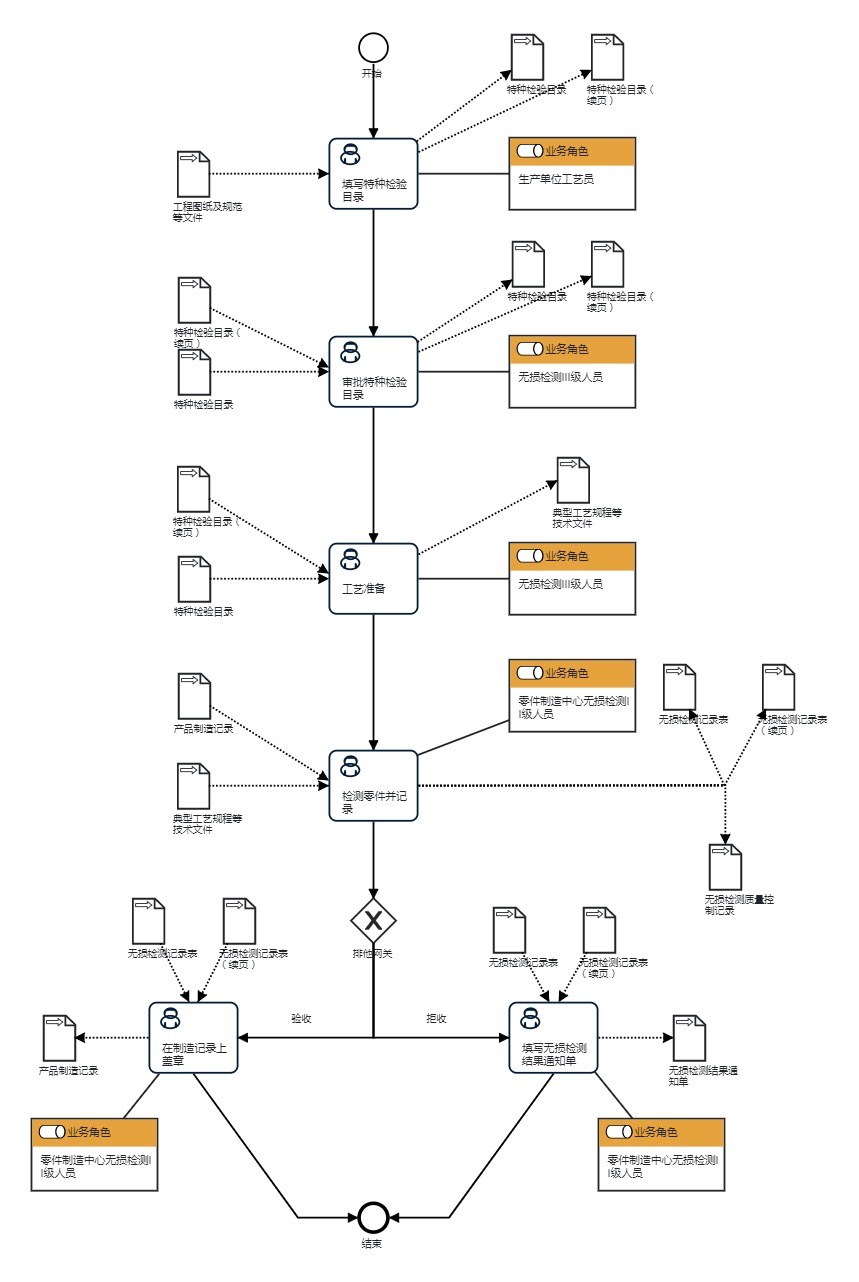 开始
特种检验目录
特种检验目录（
续页）
业务角色
生产单位工艺员
填写特种检验
目录
工程图纸及规范
等文件
特种检验目录
特种检验目录（
续页）
特种检验目录（
续页）
特种检验目录
业务角色
无损检测III级人员
审批特种检验
目录
典型工艺规程等
技术文件
特种检验目录（
续页）
特种检验目录
工艺准备
业务角色
无损检测III级人员
业务角色
零件制造中心无损检测I
I级人员
无损检测记录表
无损检测记录表
（续页）
产品制造记录
典型工艺规程等
技术文件
检测零件并记
录
无损检测质量控
制记录
X
排他网关
无损检测记录表
无损检测记录表
（续页）
无损检测记录表
无损检测记录表
（续页）
验收
拒收
在制造记录上
盖章
填写无损检测
结果通知单
产品制造记录
无损检测结果通
知单
业务角色
零件制造中心无损检测I
I级人员
业务角色
零件制造中心无损检测I
I级人员
结束